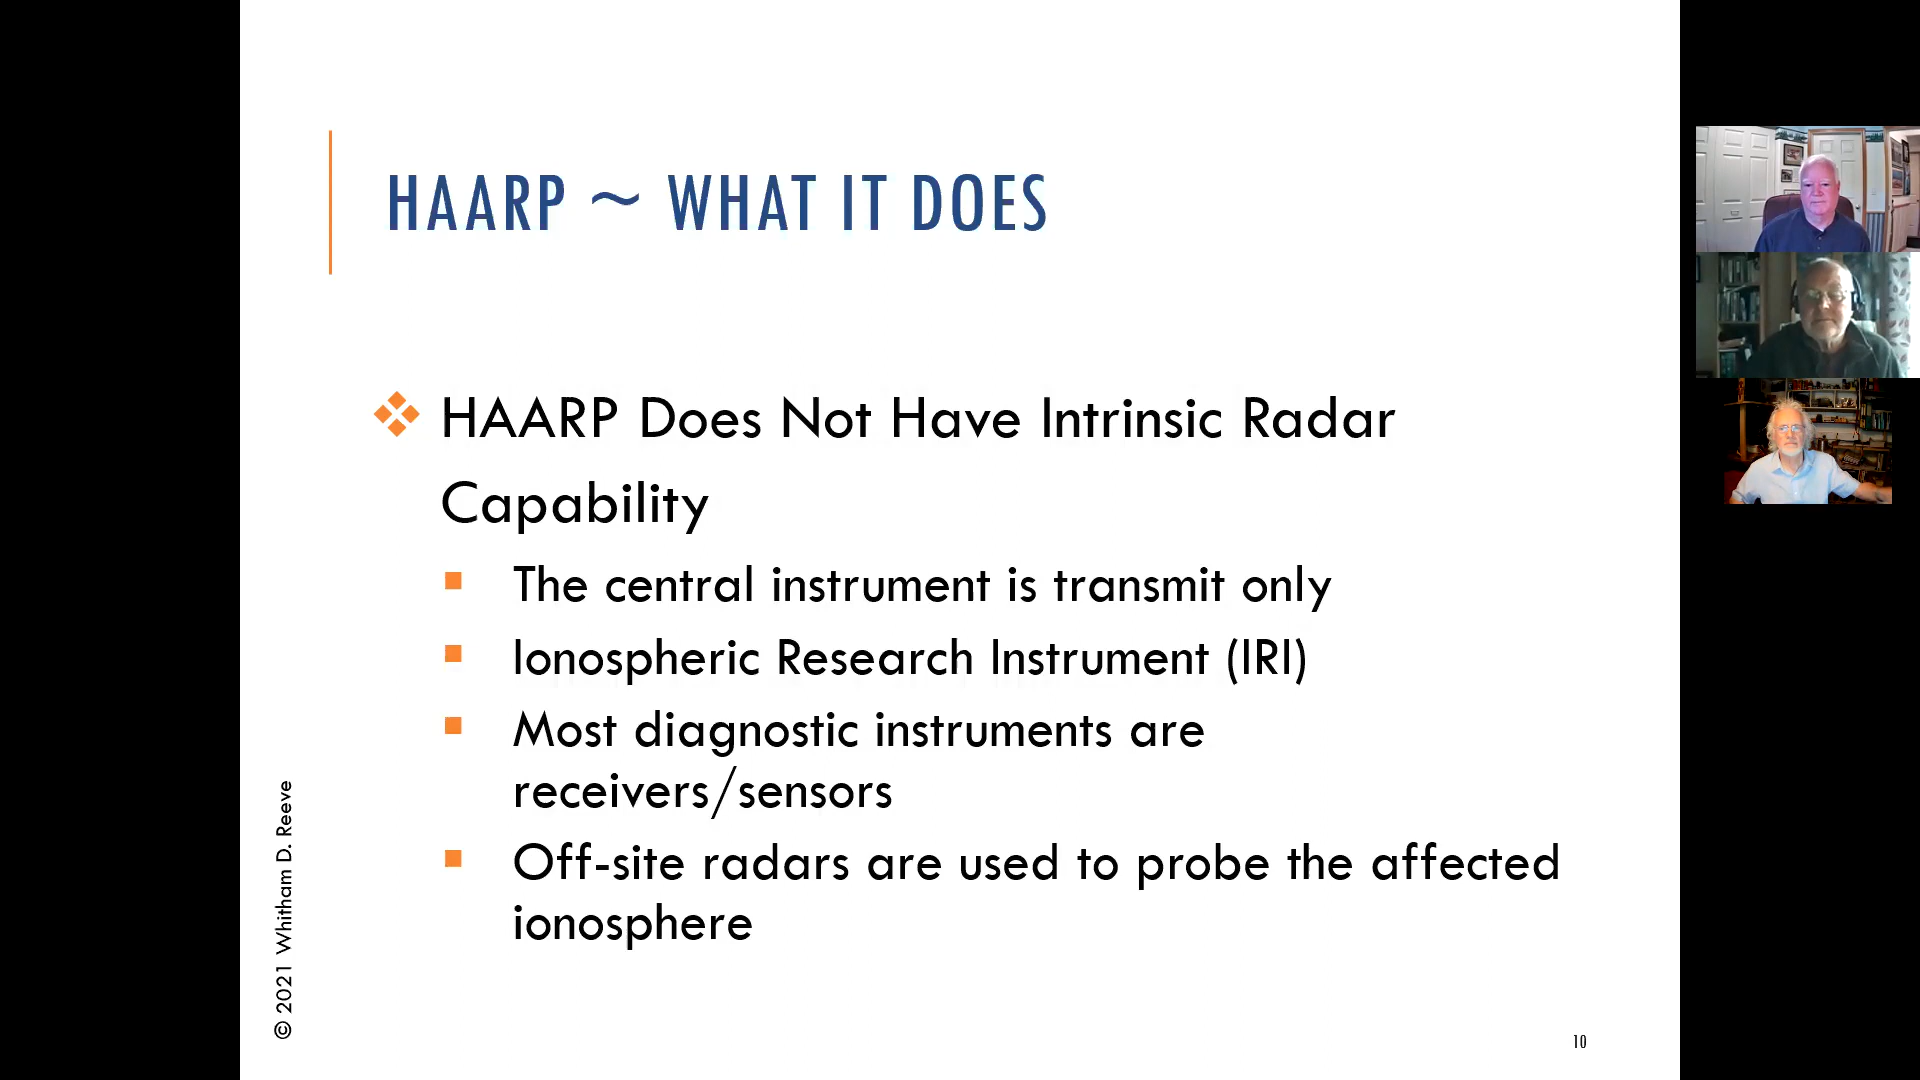 HAARP ~ WHAT IT DOES
HAARP Does Not Have Intrinsic Radar
Capability
The central instrument is transmit only
Ionospheric Research Instrument (IRI)
Most diagnostic instruments are
receivers/sensors
Off-site radars are used to probe the affected
ionosphere
© 2021 Whitham D. Reeve
10